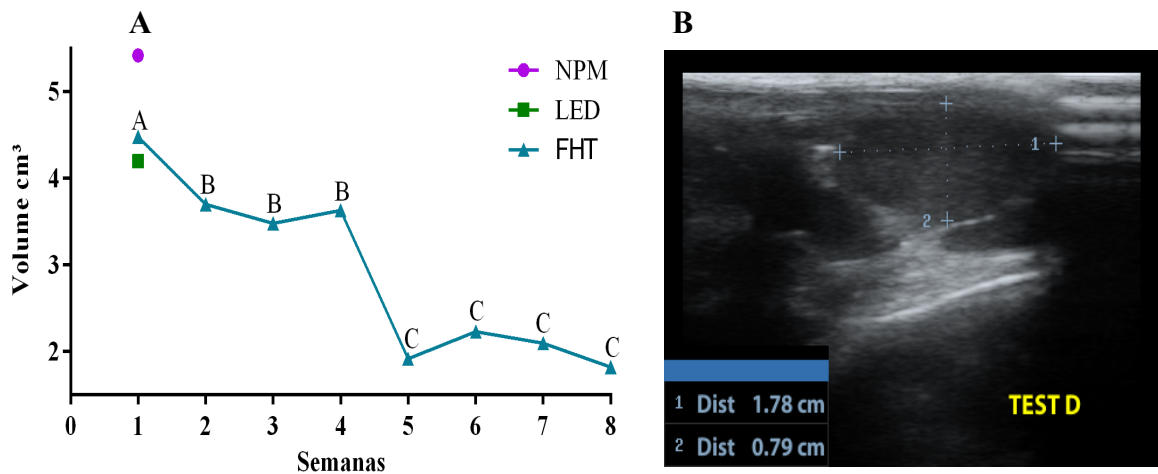 A
5
4
3
2
0 1 2 3 4 5 6 7 8
Volume cm³
Semanas
NPM
LED
FHT
A
B
B
B
C
C
C
C
B
1
2
1 Dist 1.78 cm
2 Dist 0.79 cm
TEST D